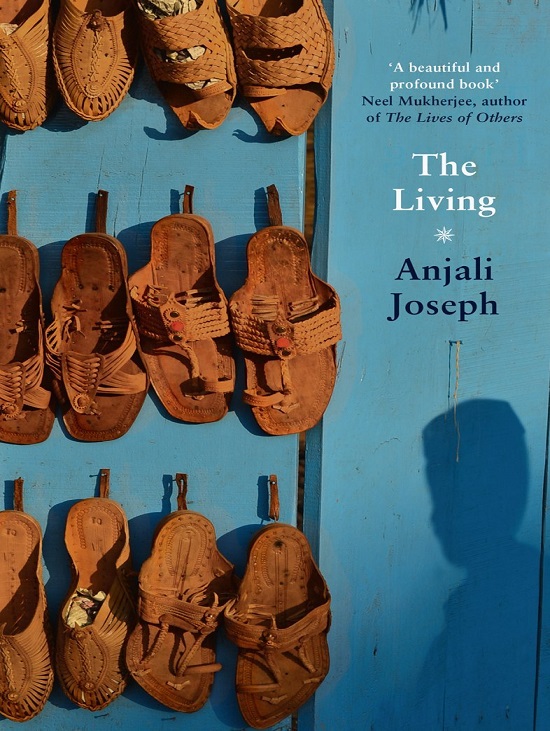 ‘A beautiful and
profound book’
Neel Mukherjee, author
of The Lives of Others
The
Living
Anjali
Joseph